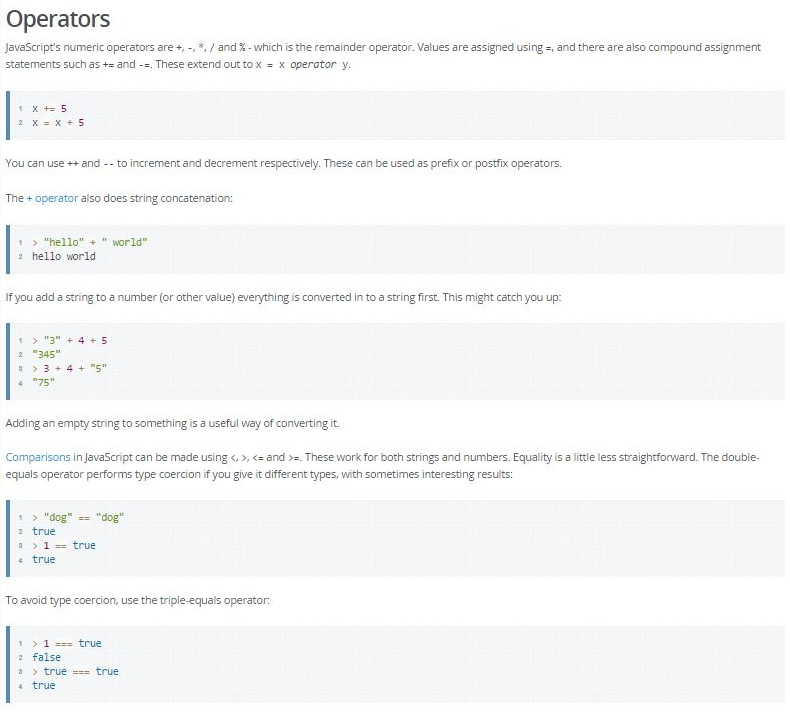 Operators
JavaScript's numeric operators are +, -, *, / and % - which is the remainder operator. Values are assigned using =, and there are also compound assignment
statements such as += and -=. These extend out to x = x operator y.
1 x += 5
2 x = x + 5
You can use ++ and -- to increment and decrement respectively. These can be used as prefix or postfix operators.
The + operator also does string concatenation:
1 > "hello" + " world"
2 hello world
If you add a string to a number (or other value) everything is converted in to a string first. This might catch you up:
1 > "3" + 4 + 5
2 "345"
3 > 3 + 4 + "5"
4 "75"
Adding an empty string to something is a useful way of converting it.
Comparisons in JavaScript can be made using <, >, <= and >=. These work for both strings and numbers. Equality is a little less straightforward. The double-
equals operator performs type coercion if you give it different types, with sometimes interesting results:
1 > "dog" == "dog"
2 true
3 > 1 == true
4 true
To avoid type coercion, use the triple-equals operator:
1 > 1 === true
2 false
3 > true === true
4 true